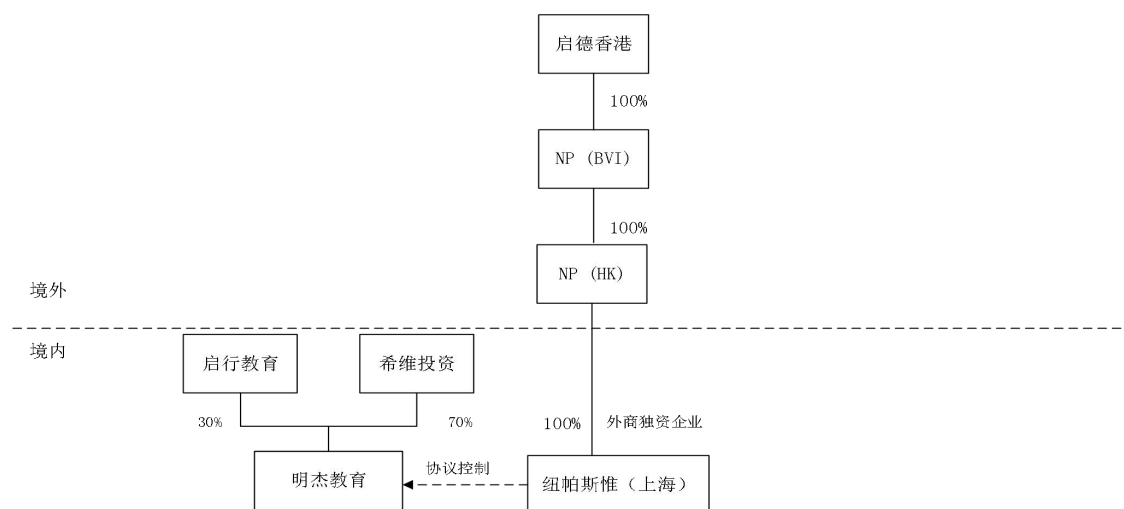 启德香港
100%
NP (BVI)
100%
NP (HK)
境外
境内
启行教育
希维投资
30%
70%
100%
外商独资企业
明杰教育
协议控制
纽帕斯惟（上海）